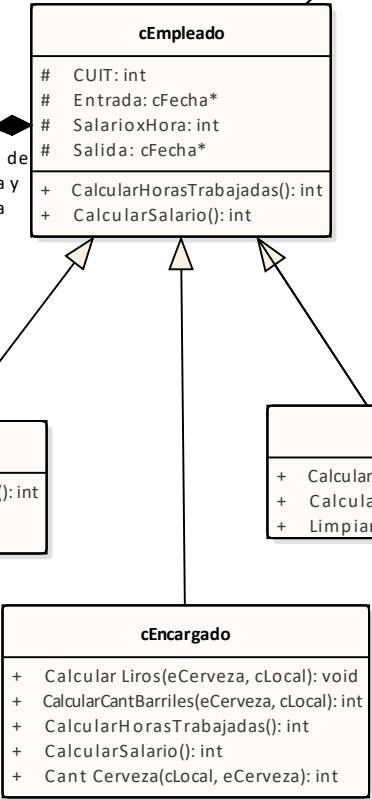 cEmpleado
# CUIT: int
# Entrada: cFecha*
# SalarioxHora: int
# Salida: cFecha*
de
+ CalcularHorasTrabajadas(): int
y
+ CalcularSalario(): int
a
(): int
+ Calcular
+ Calcula
+ Limpiar
cEncargado
+ Calcular Liros(eCerveza, cLocal): void
+ CalcularCantBarriles(eCerveza, cLocal): int
+ CalcularHorasTrabajadas(): int
+ CalcularSalario(): int
+ Cant Cerveza(cLocal, eCerveza): int